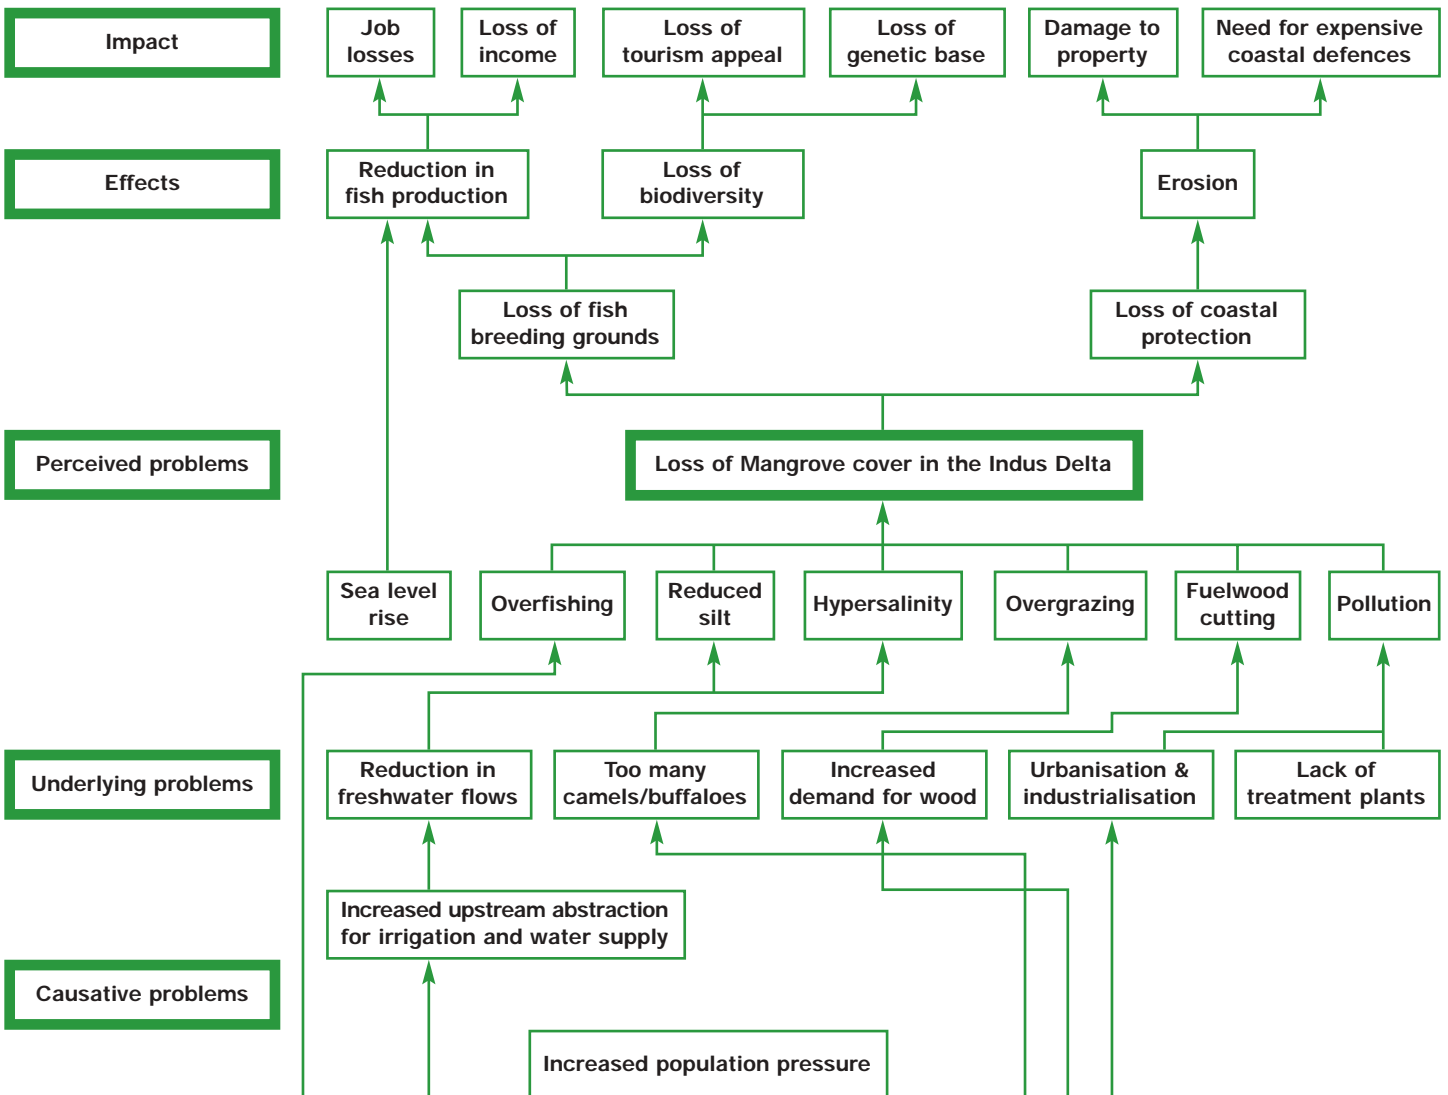 Impact
Job
losses
Loss of
income
Loss of
tourism appeal
Loss of
genetic base
Damage to
property
Need for expensive
coastal defences
Effects
Reduction in
fish production
Loss of
biodiversity
Erosion
Loss of fish
breeding grounds
Loss of coastal
protection
Perceived problems
Loss of Mangrove cover in the Indus Delta
Sea level
rise
Overfishing
Reduced
silt
Hypersalinity
Overgrazing
Fuelwood
cutting
Pollution
Underlying problems
Reduction in
freshwater flows
Too many
camels/buffaloes
Increased
demand for wood
Urbanisation &
industrialisation
Lack of
treatment plants
Increased upstream abstraction
for irrigation and water supply
Causative problems
Increased population pressure